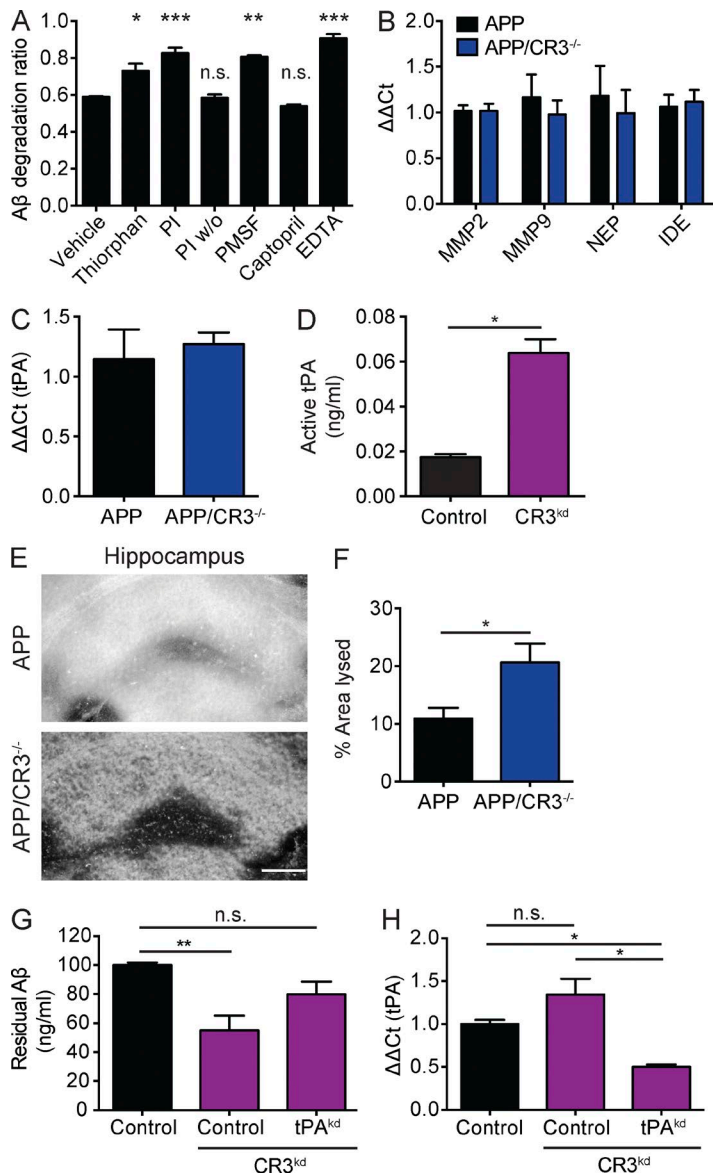 A
Aβ degradation ratio
1.0
0.8
0.6
0.4
0.2
0.0
* *** n.s. ** n.s. ***
Vehicle
Thiorphan
PI
PI w/o
PMSF
Captopril
EDTA
B
APP
APP/CR3-/-
ΔΔCt
2.0
1.5
1.0
0.5
0.0
MMP2
MMP9
NEP
IDE
C
ΔΔCt (tPA)
1.5
1.0
0.5
0.0
APP APP/CR3-/-
D
Active tPA
(ng/ml)
0.08
0.06
0.04
0.02
0.00
*
Control CR3kd
E
Hippocampus
APP
APP/CR3-/-
F
% Area lysed
30
20
10
0
*
APP APP/CR3-/-
G
Residual Aβ
(ng/ml)
120
100
80
60
40
20
0
n.s.
**
Control Control tPAkd
CR3kd
H
ΔΔCt (tPA)
2.0
1.5
1.0
0.5
0.0
n.s.
*
*
Control Control tPAkd
CR3kd